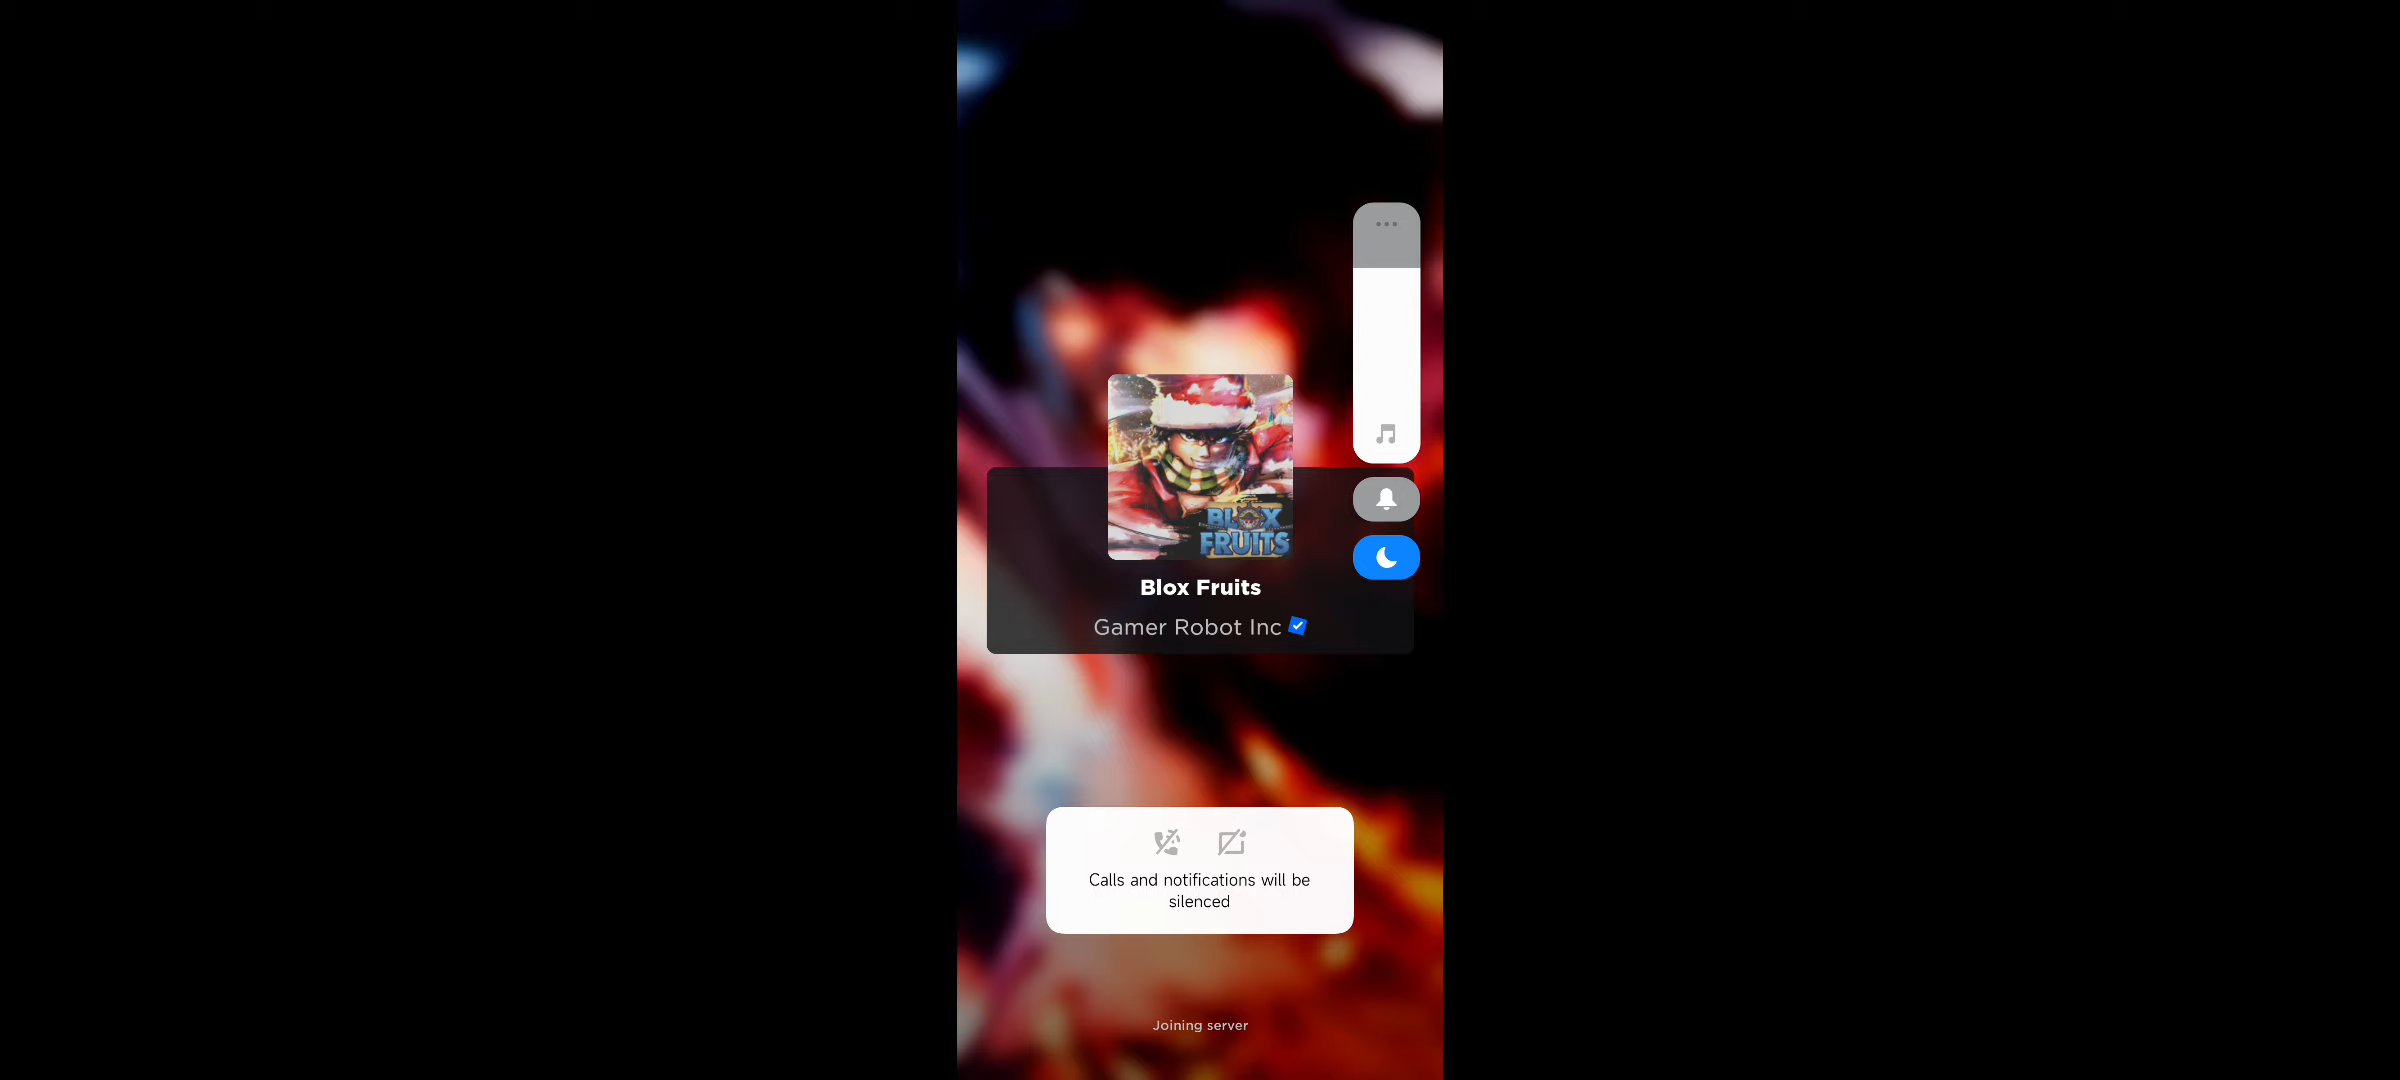 BLOX
FRUITS
Blox Fruits
Gamer Robot Inc
Calls and notifications will be
silenced
Joining server